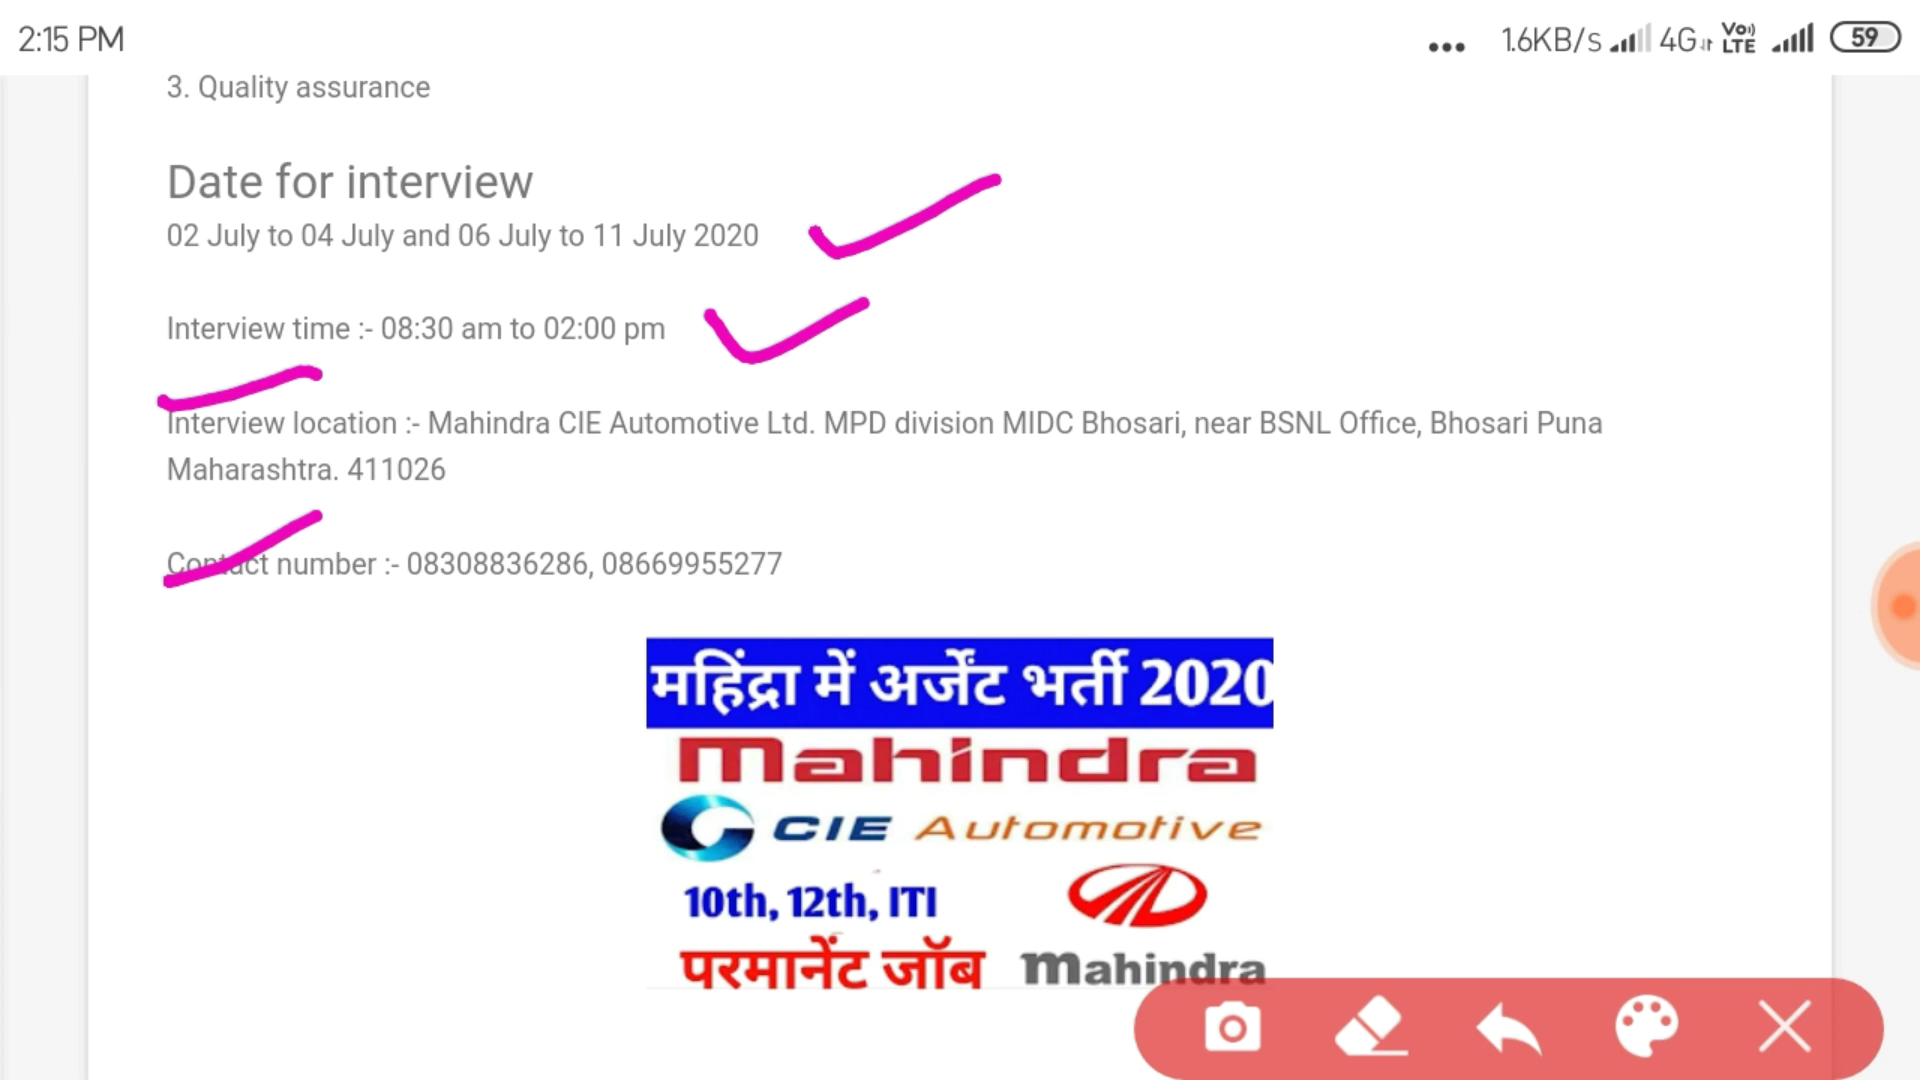 2:15 PM
1.6KB/s 4G Vo)) LTE 59
3. Quality assurance
Date for interview
02 July to 04 July and 06 July to 11 July 2020
Interview time :- 08:30 am to 02:00 pm
Interview location :- Mahindra CIE Automotive Ltd. MPD division MIDC Bhosari, near BSNL Office, Bhosari Puna
Maharashtra. 411026
Contact number :- 08308836286, 08669955277
महिंद्रा में अर्जेंट भर्ती 2020
Mahindra
CIE Automotive
10th, 12th, ITI
परमानेंट जॉब mahindra